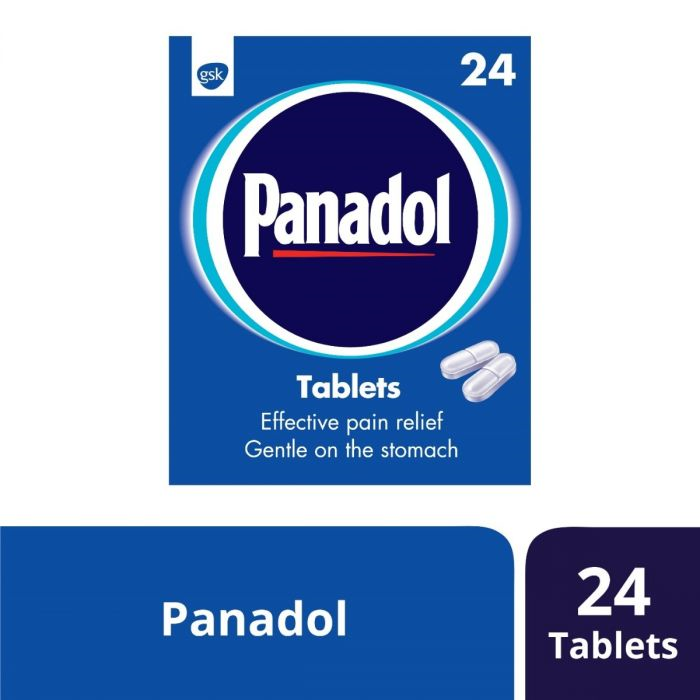 gsk
24
Panadol
Tablets
Effective pain relief
Gentle on the stomach
Panadol
24
Tablets